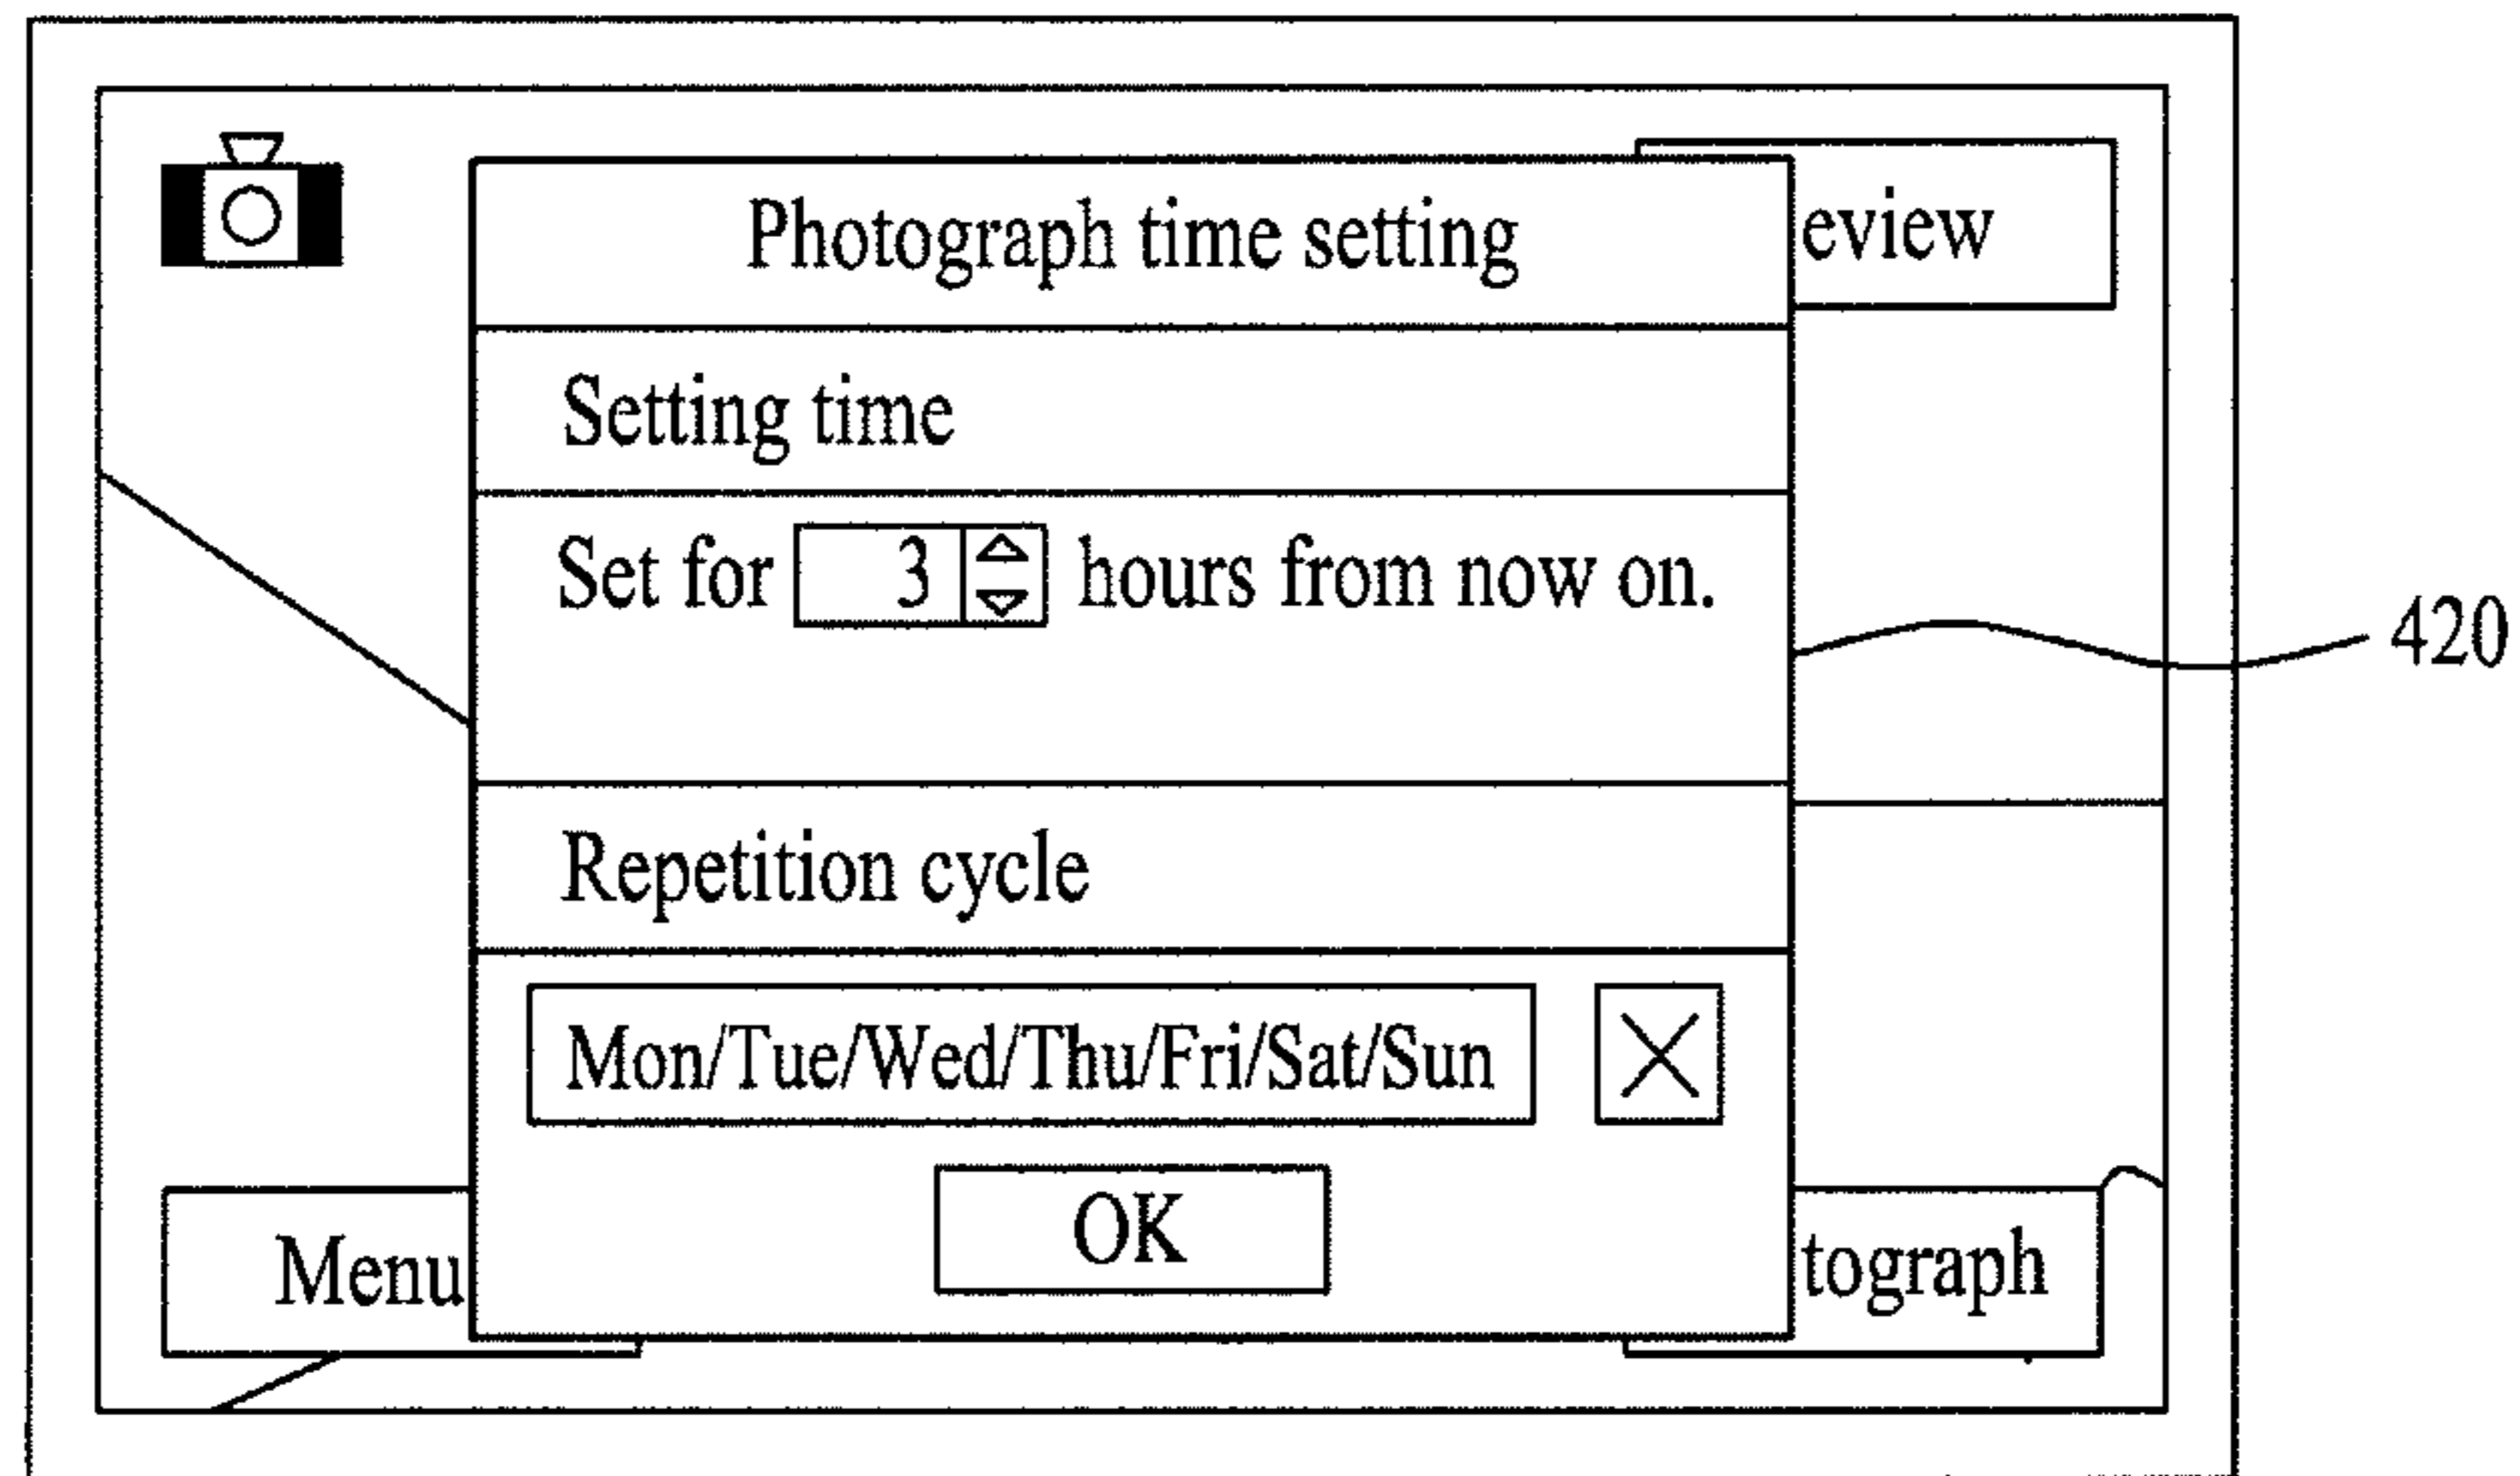 Photograph time setting
eview
Setting time
Set for 3 hours from now on.
420
Repetition cycle
Mon/Tue/Wed/Thu/Fri/Sat/Sun
OK
Menu
tograph